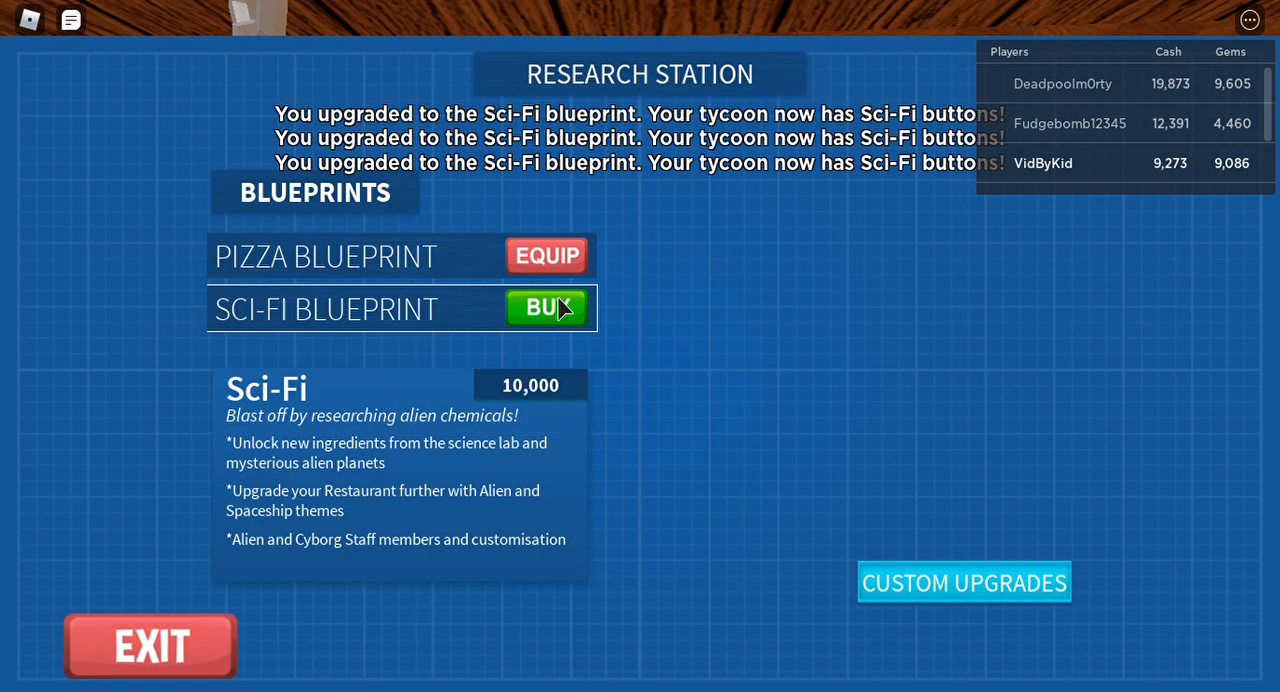 RESEARCH STATION
Players Cash Gems
Deadpoolm0rty 19,873 9,605
Fudgebomb12345 12,391 4,460
VidByKid 9,273 9,086
You upgraded to the Sci-Fi blueprint. Your tycoon now has Sci-Fi buttons!
You upgraded to the Sci-Fi blueprint. Your tycoon now has Sci-Fi buttons!
You upgraded to the Sci-Fi blueprint. Your tycoon now has Sci-Fi buttons!
BLUEPRINTS
PIZZA BLUEPRINT EQUIP
SCI-FI BLUEPRINT BUY
Sci-Fi 10,000
Blast off by researching alien chemicals!
*Unlock new ingredients from the science lab and
mysterious alien planets
*Upgrade your Restaurant further with Alien and
Spaceship themes
*Alien and Cyborg Staff members and customisation
CUSTOM UPGRADES
EXIT